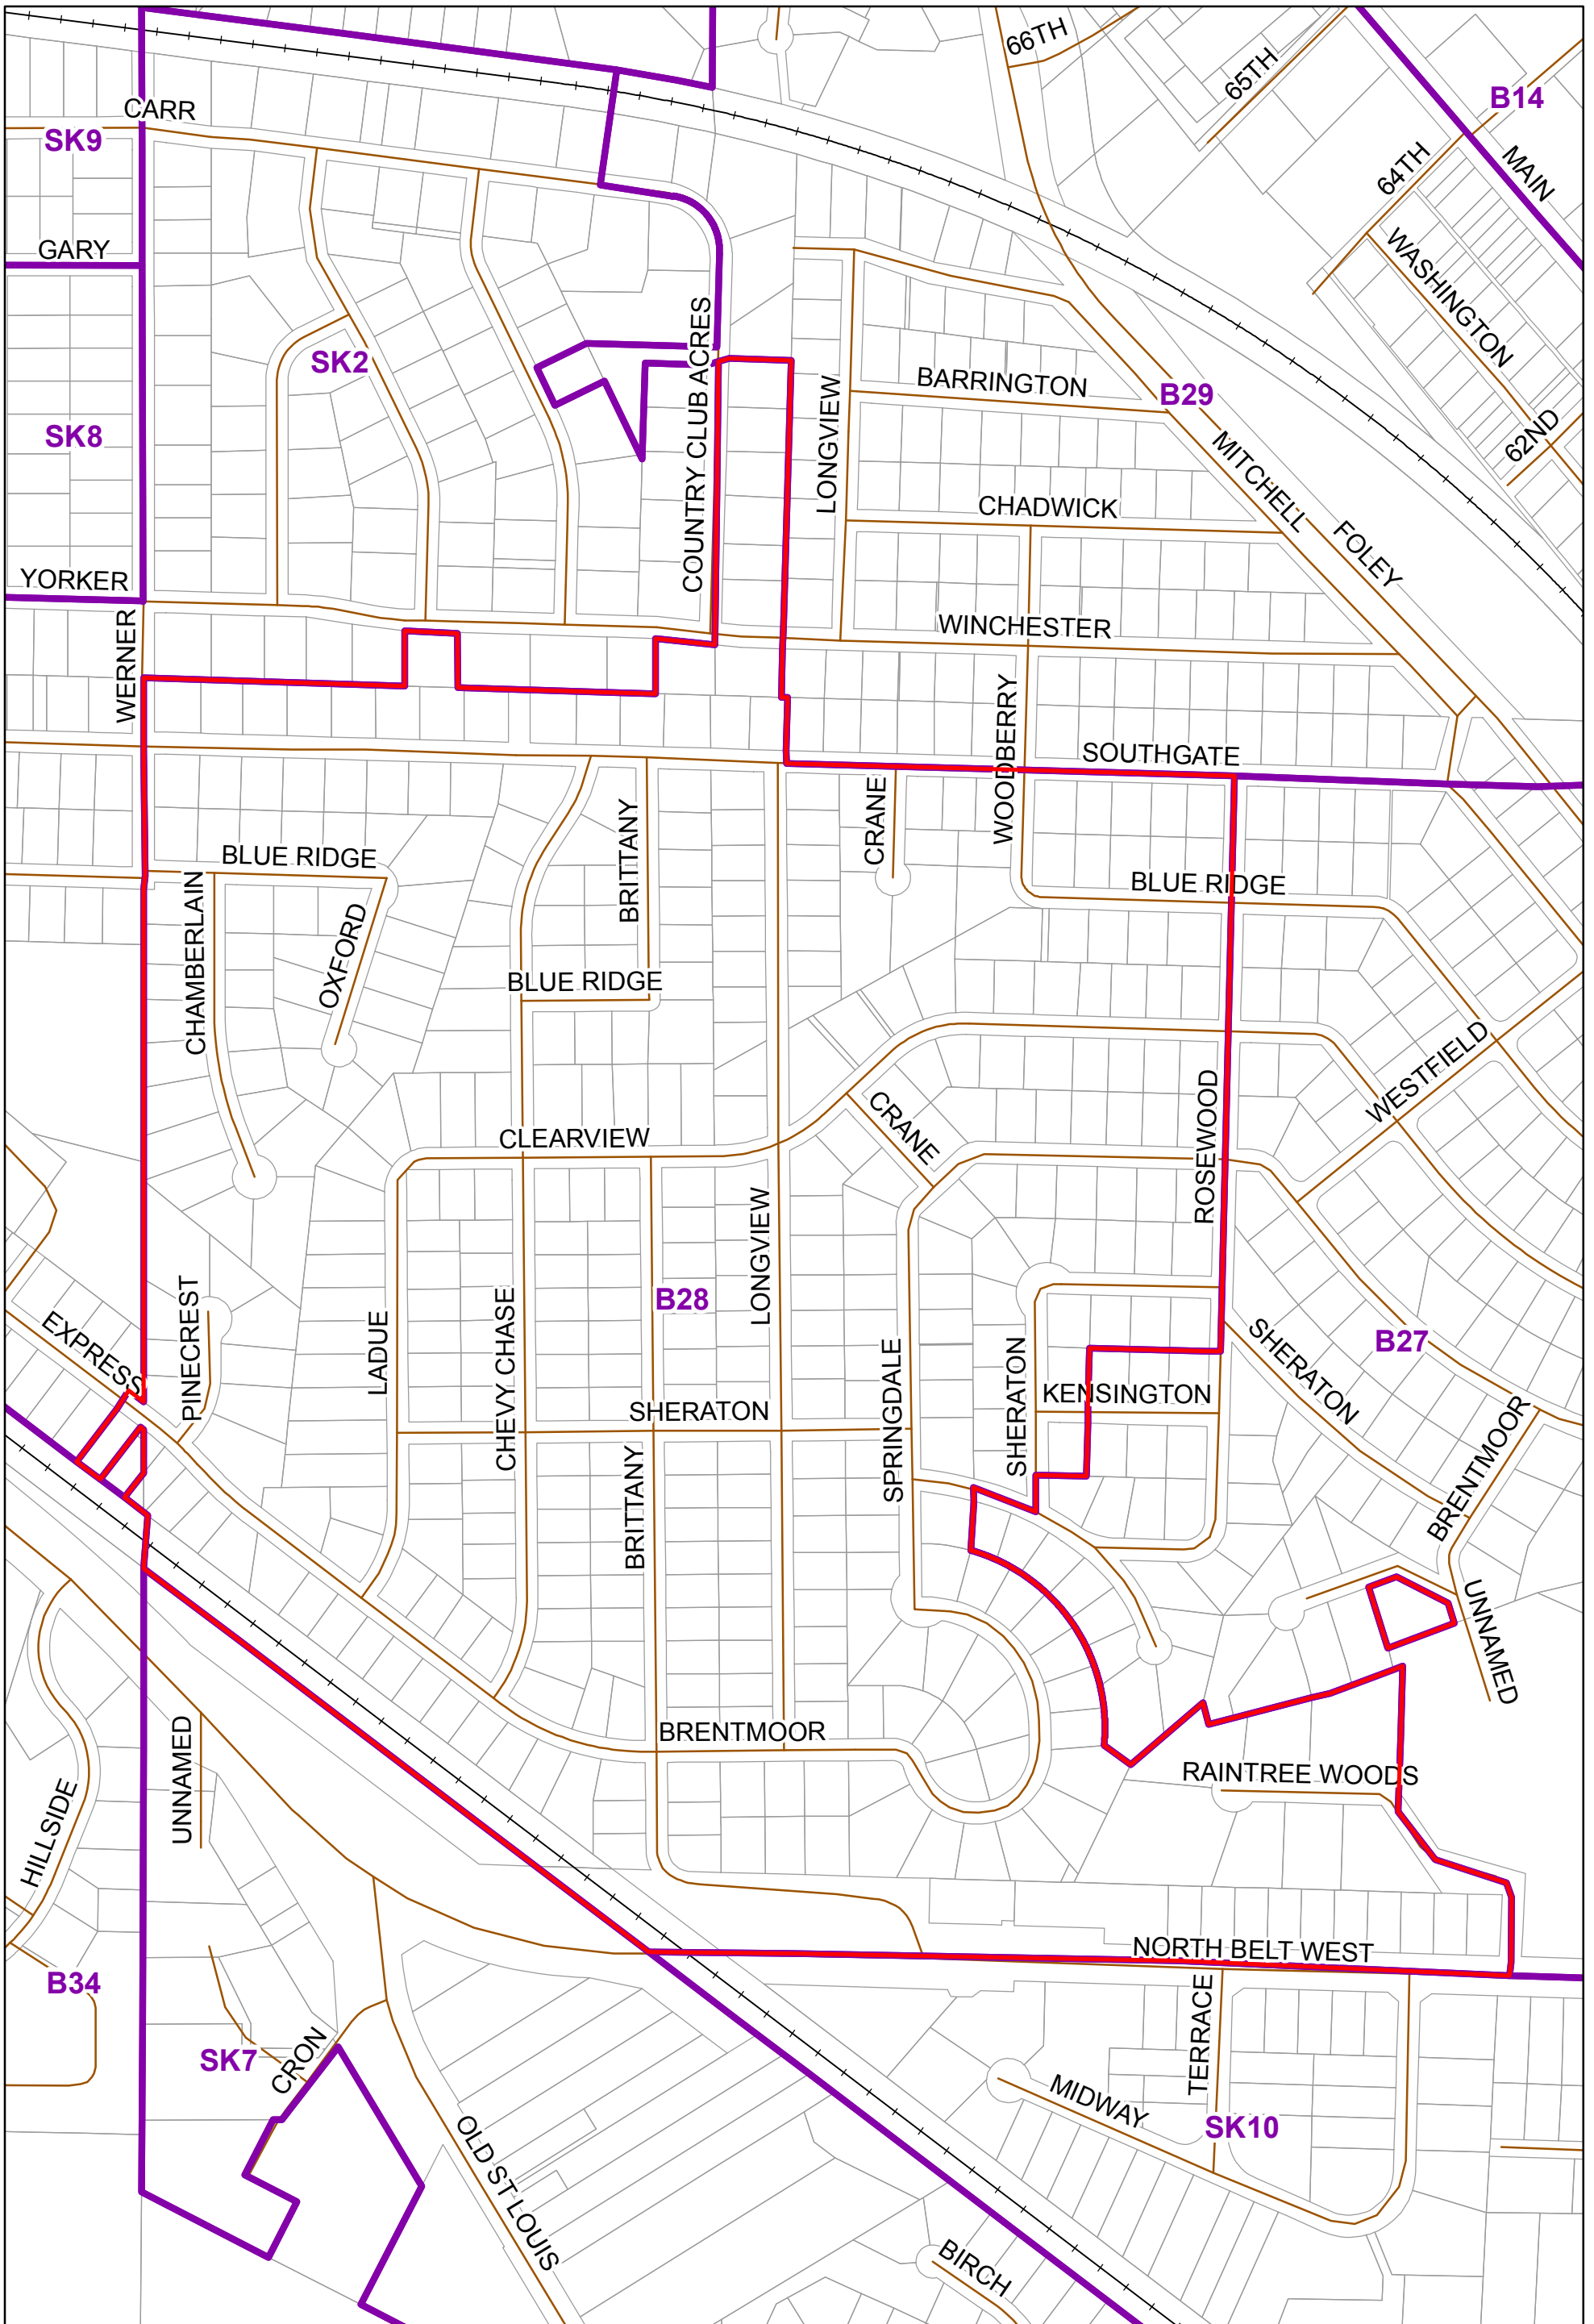 66TH
65TH
B14
CARR
SK9
64TH
MAIN
GARY
WASHINGTON
SK2
COUNTRY CLUB ACRES
BARRINGTON
B29
LONGVIEW
SK8
62ND
MITCHELL
CHADWICK
FOLEY
YORKER
WERNER
WINCHESTER
WOODBERRY
SOUTHGATE
BRITTANY
CRANE
BLUE RIDGE
BLUE RIDGE
CHAMBERLAIN
OXFORD
BLUE RIDGE
WESTFIELD
ROSEWOOD
CRANE
CLEARVIEW
LONGVIEW
B28
PINECREST
EXPRESS
LADUE
CHEVY CHASE
SPRINGDALE
SHERATON
SHERATON
B27
KENSINGTON
SHERATON
BRENTMOOR
BRITTANY
UNNAMED
UNNAMED
BRENTMOOR
RAINTREE WOODS
HILLSIDE
NORTH BELT WEST
B34
TERRACE
SK7
CRON
MIDWAY
SK10
OLD ST LOUIS
BIRCH